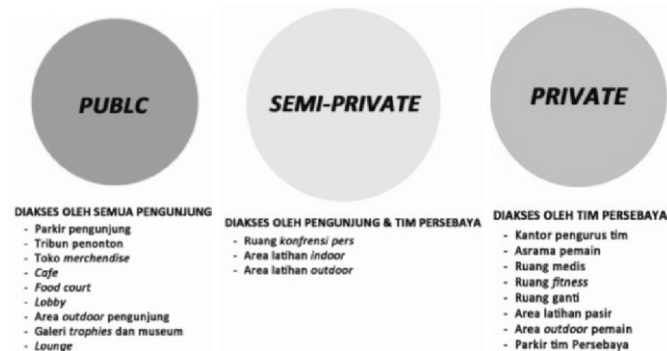 PUBLC
DIAKSES OLEH SEMUA PENGUNJUNG
- Parkir pengunjung
- Tribun penonton
- Toko merchendise
- Cafe
- Food court
- Lobby
- Area outdoor pengunjung
- Galeri trophies dan museum
- Lounge
SEMI-PRIVATE
DIAKSES OLEH PENGUNJUNG & TIM PERSEBAYA
- Ruang konfrensi pers
- Area latihan indoor
- Area latihan outdoor
PRIVATE
DIAKSES OLEH TIM PERSEBAYA
- Kantor pengurus tim
- Asrama pemain
- Ruang medis
- Ruang fitness
- Ruang ganti
- Area latihan pasir
- Area outdoor pemain
- Parkir tim Persebaya